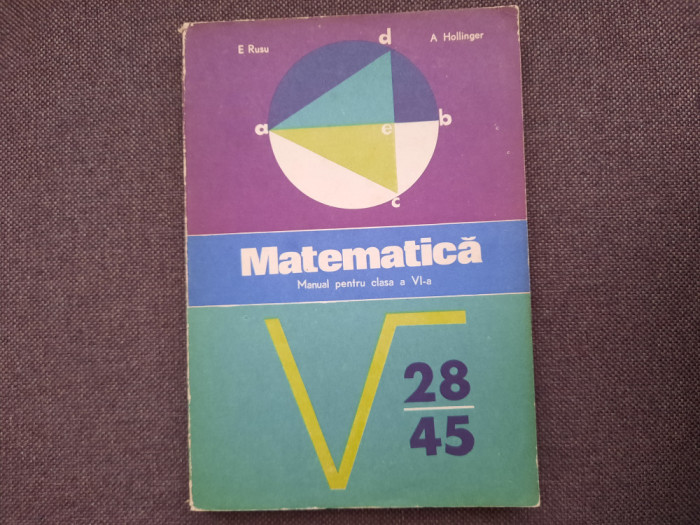 E Rusu
A Hollinger
d
a
e
b
c
Matematică
Manual pentru clasa a VI-a
√
28
45